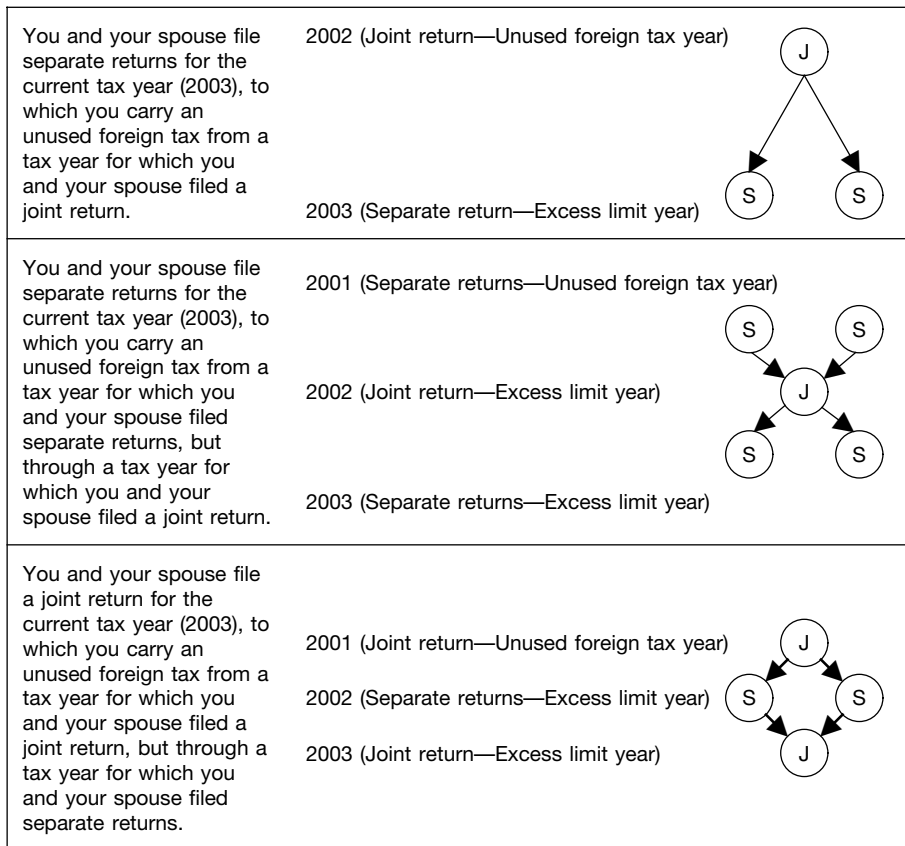 You and your spouse file
separate returns for the
current tax year (2003), to
which you carry an
unused foreign tax from a
tax year for which you
and your spouse filed a
joint return.
2002 (Joint return—Unused foreign tax year)
2003 (Separate return—Excess limit year)
J
S S
You and your spouse file
separate returns for the
current tax year (2003), to
which you carry an
unused foreign tax from a
tax year for which you
and your spouse filed
separate returns, but
through a tax year for
which you and your
spouse filed a joint return.
2001 (Separate returns—Unused foreign tax year)
2002 (Joint return—Excess limit year)
2003 (Separate returns—Excess limit year)
S S
J
S S
You and your spouse file
a joint return for the
current tax year (2003), to
which you carry an
unused foreign tax from a
tax year for which you
and your spouse filed a
joint return, but through a
tax year for which you
and your spouse filed
separate returns.
2001 (Joint return—Unused foreign tax year)
2002 (Separate returns—Excess limit year)
2003 (Joint return—Excess limit year)
J
S S
J